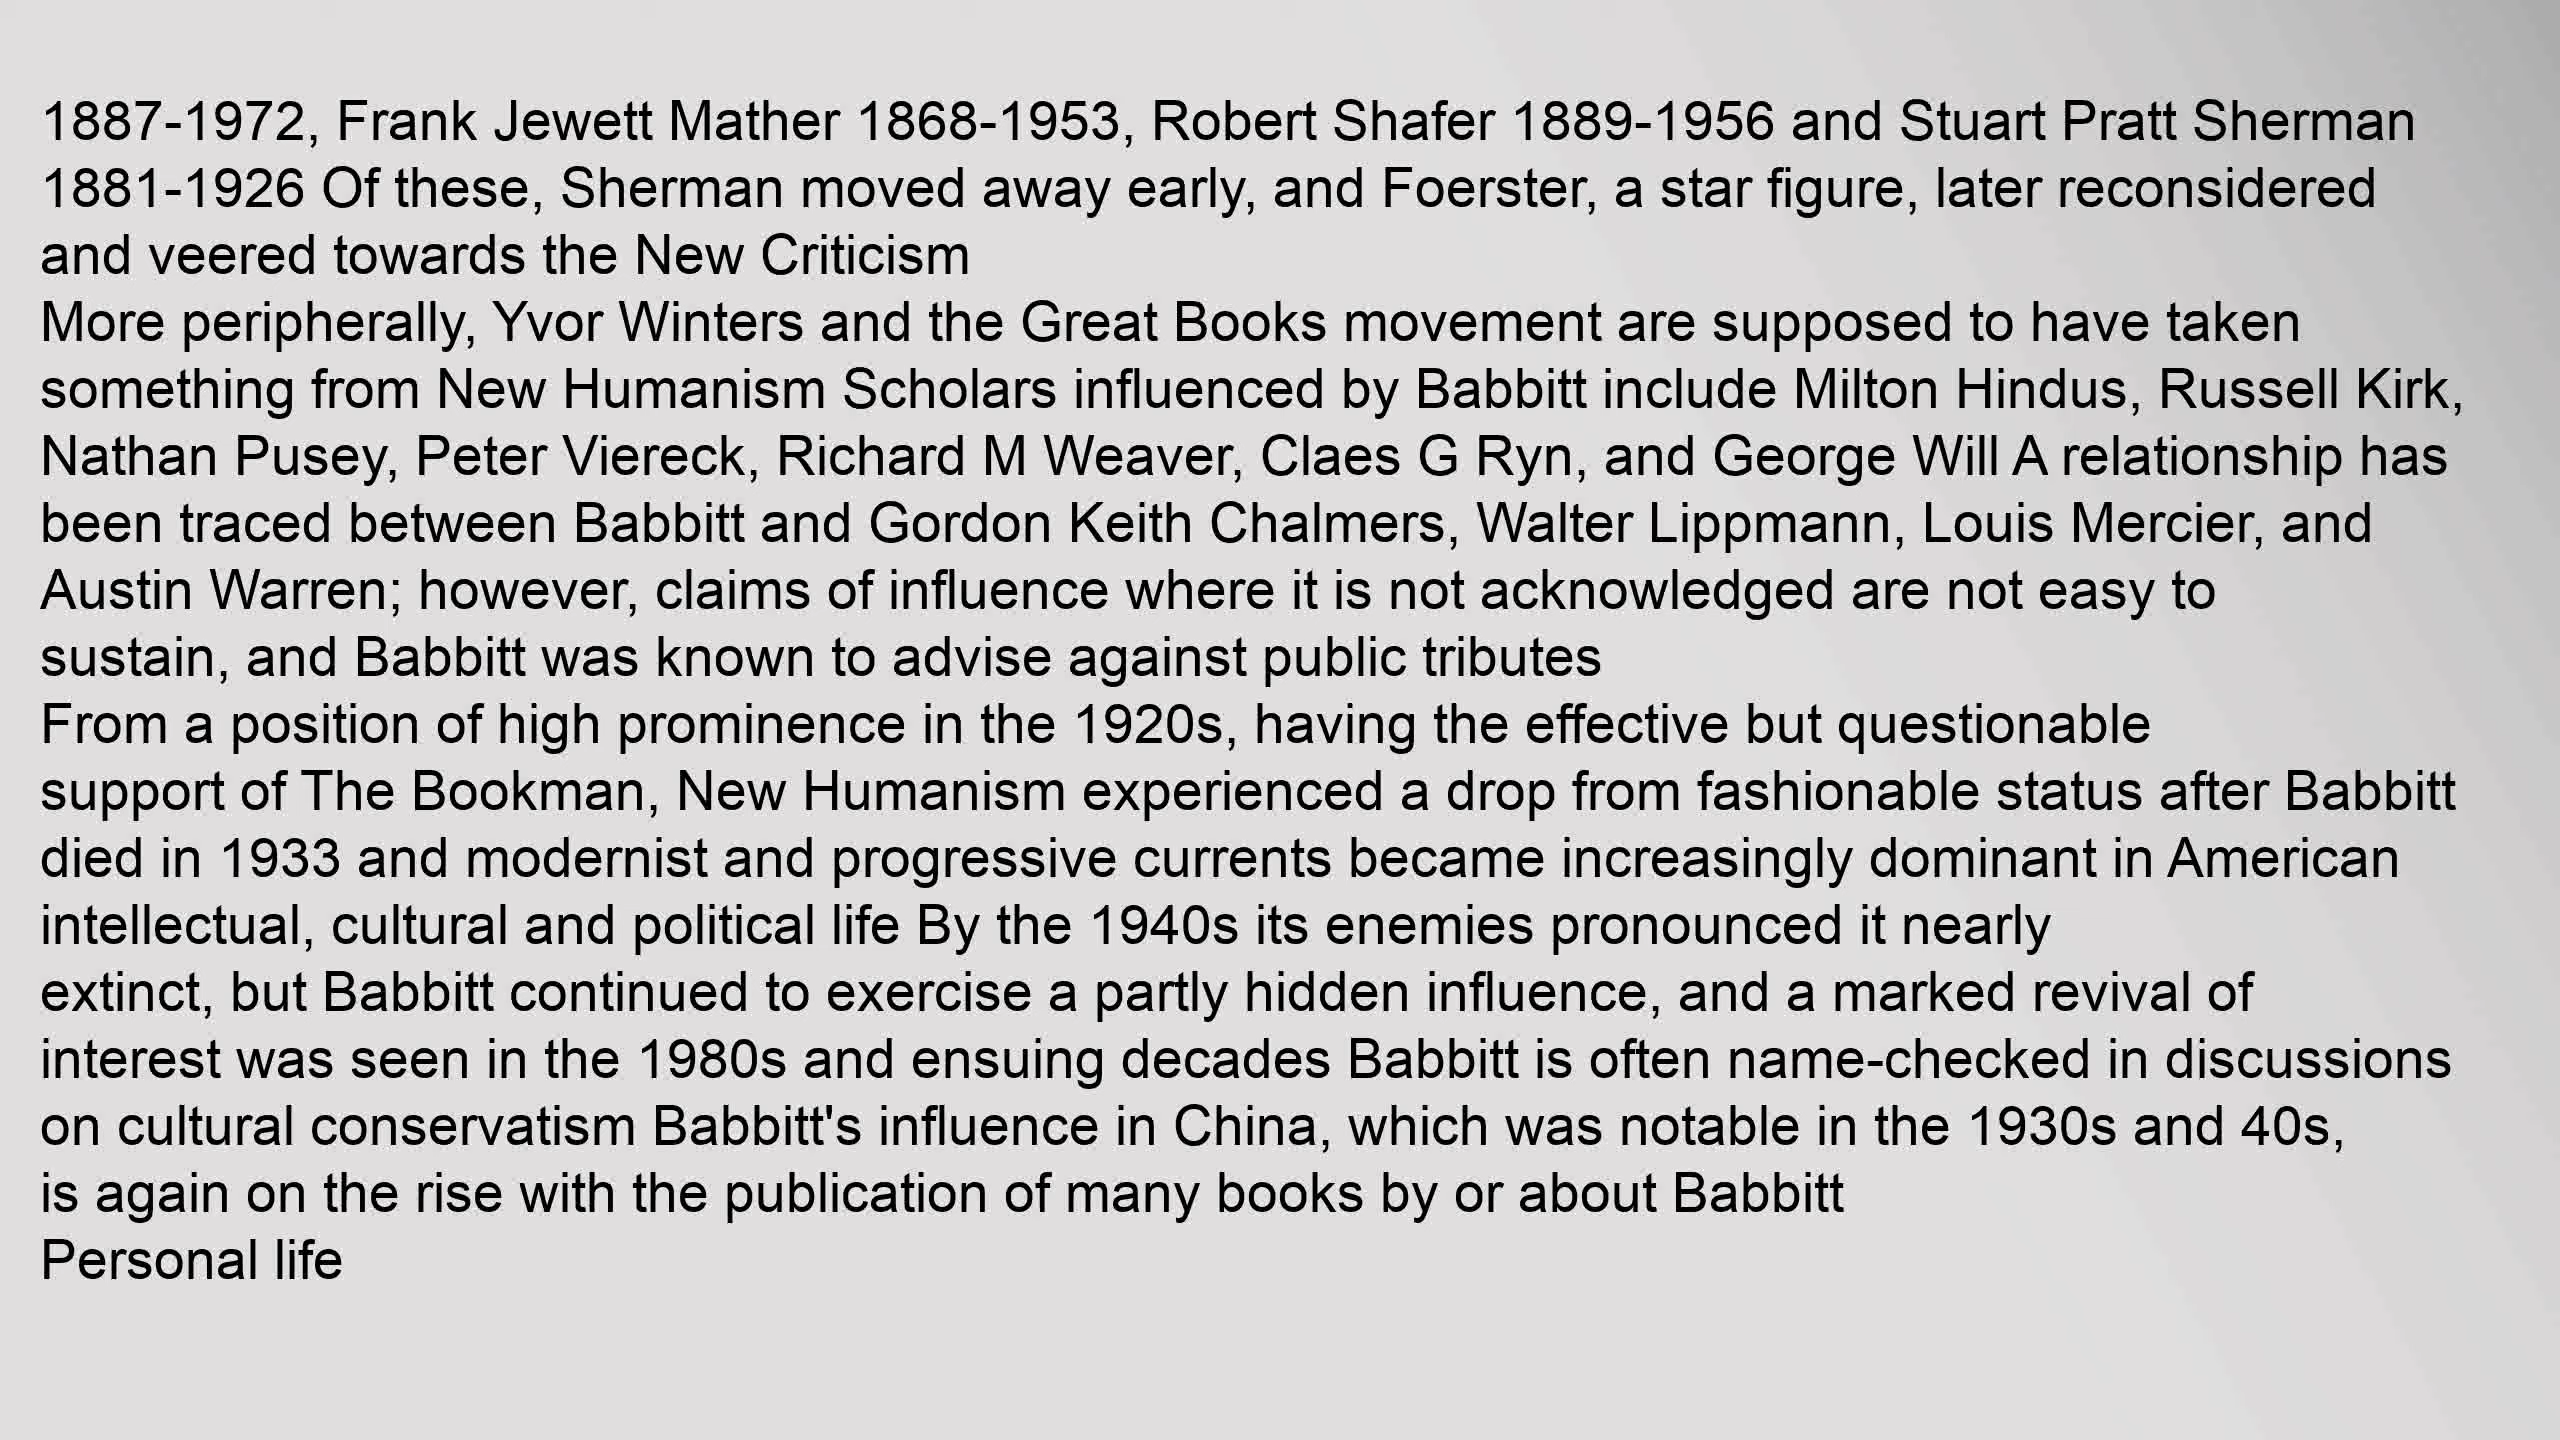 1887-1972, Frank Jewett Mather 1868-1953, Robert Shafer 1889-1956 and Stuart Pratt Sherman
1881-1926 Of these, Sherman moved away early, and Foerster, a star figure, later reconsidered
and veered towards the New Criticism
More peripherally, Yvor Winters and the Great Books movement are supposed to have taken
something from New Humanism Scholars influenced by Babbitt include Milton Hindus, Russell Kirk,
Nathan Pusey, Peter Viereck, Richard M Weaver, Claes G Ryn, and George Will A relationship has
been traced between Babbitt and Gordon Keith Chalmers, Walter Lippmann, Louis Mercier, and
Austin Warren; however, claims of influence where it is not acknowledged are not easy to
sustain, and Babbitt was known to advise against public tributes
From a position of high prominence in the 1920s, having the effective but questionable
support of The Bookman, New Humanism experienced a drop from fashionable status after Babbitt
died in 1933 and modernist and progressive currents became increasingly dominant in American
intellectual, cultural and political life By the 1940s its enemies pronounced it nearly
extinct, but Babbitt continued to exercise a partly hidden influence, and a marked revival of
interest was seen in the 1980s and ensuing decades Babbitt is often name-checked in discussions
on cultural conservatism Babbitt's influence in China, which was notable in the 1930s and 40s,
is again on the rise with the publication of many books by or about Babbitt
Personal life